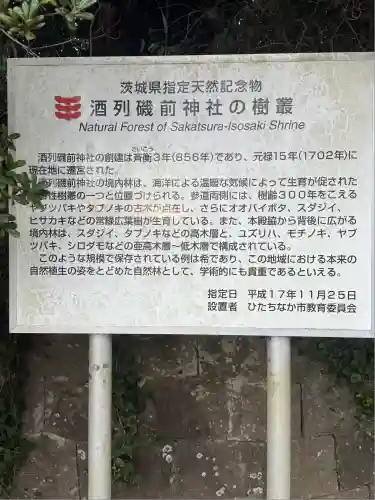 茨城県指定天然記念物
酒列磯前神社の樹叢
Natural Forest of Sakatsura-Isosaki Shrine
さいこう
酒列磯前神社の創建は斉衡3年(856年)であり、元禄15年(1702年)に
現在地に遷宮された。
列磯前神社の境内林は、海洋による温暖な気候によって生育が促された
性樹叢の一つと位置づけられる。参道両側には、樹齢300年をこえる
ヤブツバキやタブノキの古木が点在し、さらにオオバイボタ、スダジイ、
ヒサカキなどの常緑広葉樹が生育している。また、本殿脇から背後に広がる
境内林は、スダジイ、タブノキなどの高木層と、ユズリハ、モチノキ、ヤブ
ツバキ、シロダモなどの亜高木層~低木層で構成されている。
このような規模で保存されている例は希であり、この地域における本来の
自然植生の姿をとどめた自然林として、学術的にも貴重であるといえる。
指定日 平成17年11月25日
設置者 ひたちなか市教育委員会